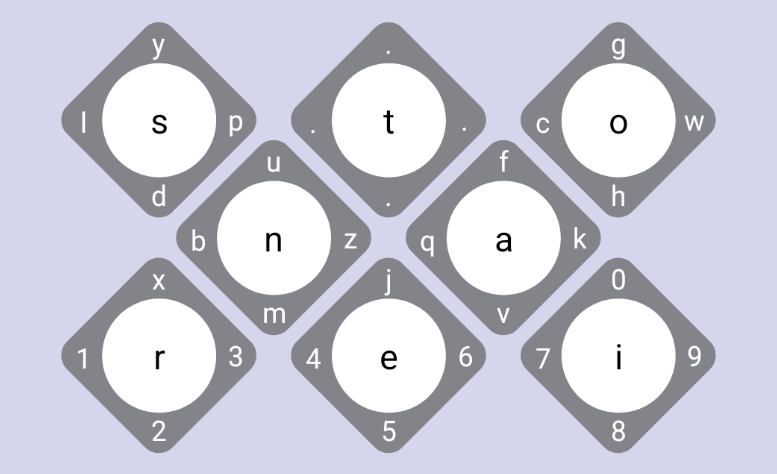 y . g
l s p . t . c o w
d u . f h
b n z q a k
x m j v 0
1 r 3 4 e 6 7 i 9
2 5 8